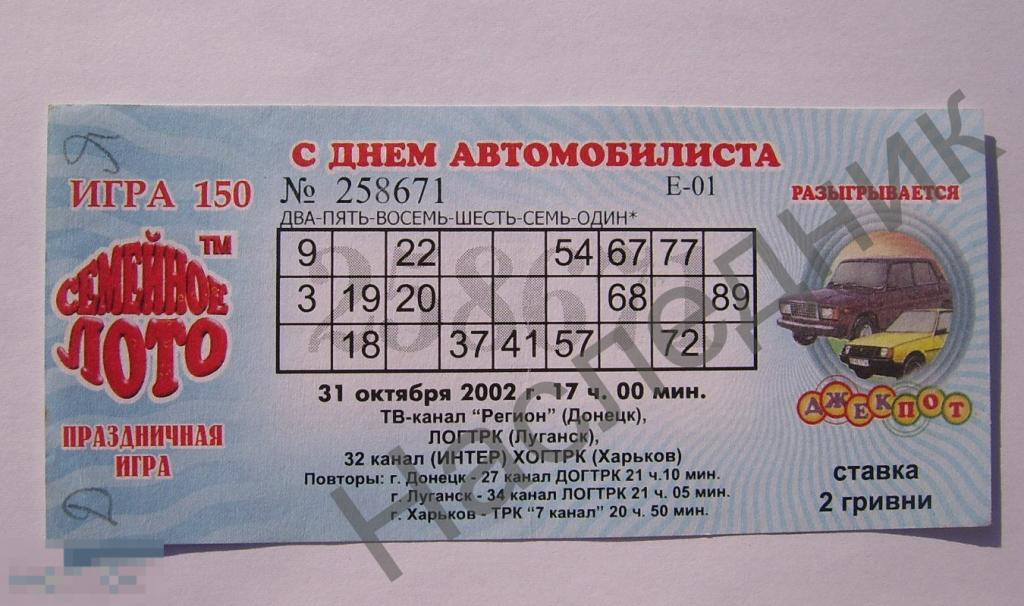 С ДНЕМ АВТОМОБИЛИСТА
ИГРА 150
№ 258671 Е-01
РАЗЫГРЫВАЕТСЯ
ДВА-ПЯТЬ-ВОСЕМЬ-ШЕСТЬ-СЕМЬ-ОДИН*
СЕМЕЙНОЕ TM
ЛОТО
9 22 54 67 77
3 19 20 68 89
18 37 41 57 72
ДЖЕКПОТ
ПРАЗДНИЧНАЯ
ИГРА
31 октября 2002 г. 17 ч. 00 мин.
ТВ-канал “Регион” (Донецк),
ЛОГТРК (Луганск),
32 канал (ИНТЕР) ХОГТРК (Харьков)
Повторы: г. Донецк - 27 канал ДОГТРК 21 ч.10 мин.
г. Луганск - 34 канал ЛОГТРК 21 ч. 05 мин.
г. Харьков - ТРК “7 канал” 20 ч. 50 мин.
ставка
2 гривни
Наследник